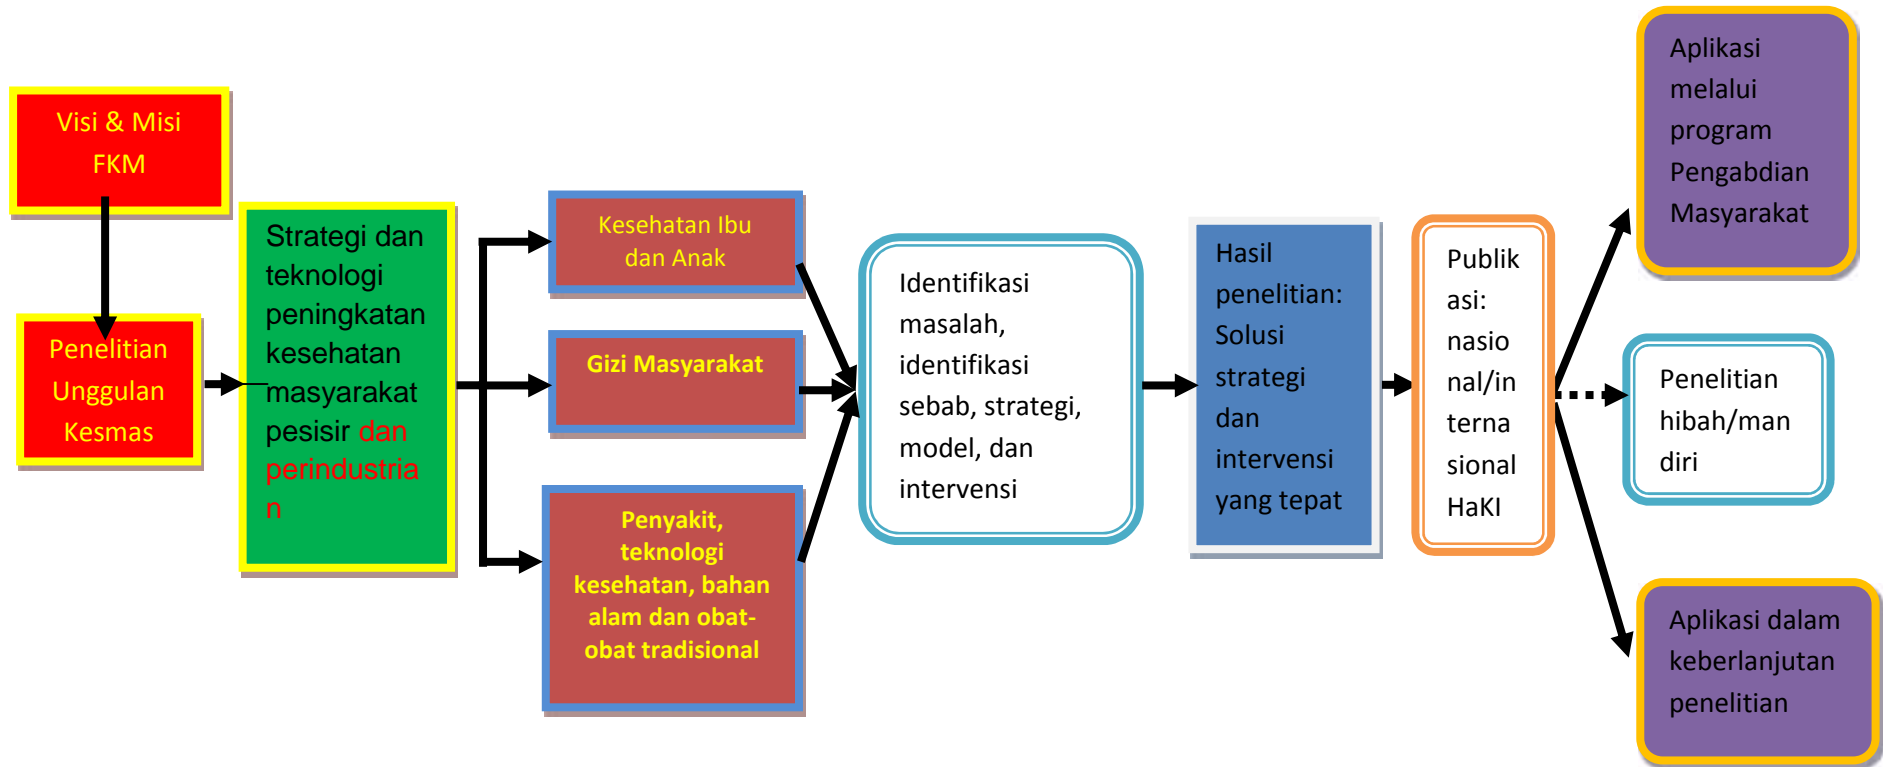 Visi & Misi
FKM
Penelitian
Unggulan
Kesmas
Strategi dan
teknologi
peningkatan
kesehatan
masyarakat
pesisir dan
perindustria
n
Kesehatan Ibu
dan Anak
Gizi Masyarakat
Penyakit,
teknologi
kesehatan, bahan
alam dan obat-
obat tradisional
Identifikasi
masalah,
identifikasi
sebab, strategi,
model, dan
intervensi
Hasil
penelitian:
Solusi
strategi
dan
intervensi
yang tepat
Publik
asi:
nasio
nal/in
terna
sional
HaKI
Aplikasi
melalui
program
Pengabdian
Masyarakat
Penelitian
hibah/man
diri
Aplikasi dalam
keberlanjutan
penelitian